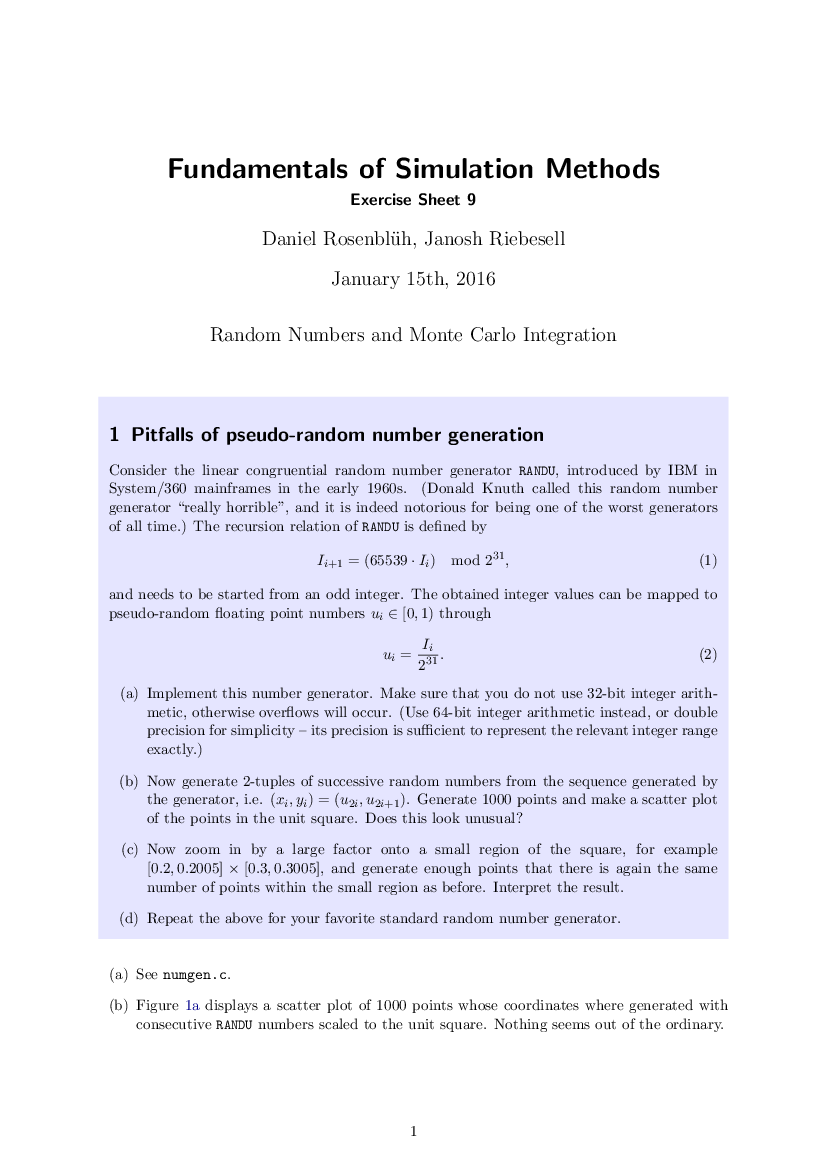 Fundamentals of Simulation Methods
Exercise Sheet 9
Daniel Rosenblüh, Janosh Riebesell
January 15th, 2016
Random Numbers and Monte Carlo Integration
1 Pitfalls of pseudo-random number generation
Consider the linear congruential random number generator RANDU, introduced by IBM in
System/360 mainframes in the early 1960s. (Donald Knuth called this random number
generator “really horrible”, and it is indeed notorious for being one of the worst generators
of all time.) The recursion relation of RANDU is defined by
I_{i+1} = (65539 · I_i) mod 2^{31}, (1)
and needs to be started from an odd integer. The obtained integer values can be mapped to
pseudo-random floating point numbers u_i ∈ [0, 1) through
u_i = I_i / 2^{31}. (2)
(a) Implement this number generator. Make sure that you do not use 32-bit integer arith-
metic, otherwise overflows will occur. (Use 64-bit integer arithmetic instead, or double
precision for simplicity – its precision is sufficient to represent the relevant integer range
exactly.)
(b) Now generate 2-tuples of successive random numbers from the sequence generated by
the generator, i.e. (x_i, y_i) = (u_{2i}, u_{2i+1}). Generate 1000 points and make a scatter plot
of the points in the unit square. Does this look unusual?
(c) Now zoom in by a large factor onto a small region of the square, for example
[0.2, 0.2005] × [0.3, 0.3005], and generate enough points that there is again the same
number of points within the small region as before. Interpret the result.
(d) Repeat the above for your favorite standard random number generator.
(a) See numgen.c.
(b) Figure 1a displays a scatter plot of 1000 points whose coordinates where generated with
consecutive RANDU numbers scaled to the unit square. Nothing seems out of the ordinary.
1